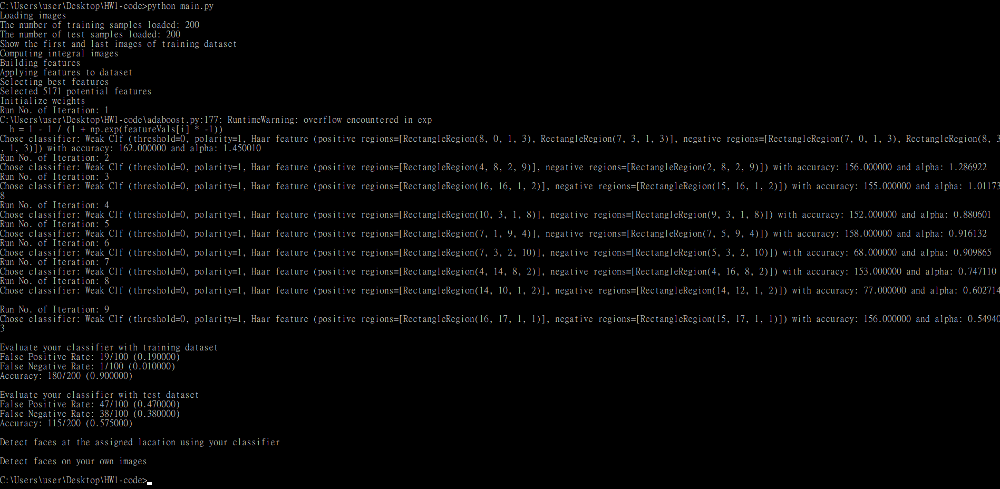 C:\Users\user\Desktop\HW1-code>python main.py
Loading images
The number of training samples loaded: 200
The number of test samples loaded: 200
Show the first and last images of training dataset
Computing integral images
Building features
Applying features to dataset
Selecting best features
Selected 5171 potential features
Initialize weights
Run No. of Iteration: 1
C:\Users\user\Desktop\HW1-code\adaboost.py:177: RuntimeWarning: overflow encountered in exp
  h = 1 - 1 / (1 + np.exp(featureVals[i] * -1))
Chose classifier: Weak Clf (threshold=0, polarity=1, Haar feature (positive regions=[RectangleRegion(8, 0, 1, 3), RectangleRegion(7, 3, 1, 3)], negative regions=[RectangleRegion(7, 0, 1, 3), RectangleRegion(8, 3
, 1, 3)]) with accuracy: 162.000000 and alpha: 1.450010
Run No. of Iteration: 2
Chose classifier: Weak Clf (threshold=0, polarity=1, Haar feature (positive regions=[RectangleRegion(4, 8, 2, 9)], negative regions=[RectangleRegion(2, 8, 2, 9)]) with accuracy: 156.000000 and alpha: 1.286922
Run No. of Iteration: 3
Chose classifier: Weak Clf (threshold=0, polarity=1, Haar feature (positive regions=[RectangleRegion(16, 16, 1, 2)], negative regions=[RectangleRegion(15, 16, 1, 2)]) with accuracy: 155.000000 and alpha: 1.01173
8
Run No. of Iteration: 4
Chose classifier: Weak Clf (threshold=0, polarity=1, Haar feature (positive regions=[RectangleRegion(10, 3, 1, 8)], negative regions=[RectangleRegion(9, 3, 1, 8)]) with accuracy: 152.000000 and alpha: 0.880601
Run No. of Iteration: 5
Chose classifier: Weak Clf (threshold=0, polarity=1, Haar feature (positive regions=[RectangleRegion(7, 1, 9, 4)], negative regions=[RectangleRegion(7, 5, 9, 4)]) with accuracy: 158.000000 and alpha: 0.916132
Run No. of Iteration: 6
Chose classifier: Weak Clf (threshold=0, polarity=1, Haar feature (positive regions=[RectangleRegion(7, 3, 2, 10)], negative regions=[RectangleRegion(5, 3, 2, 10)]) with accuracy: 68.000000 and alpha: 0.909865
Run No. of Iteration: 7
Chose classifier: Weak Clf (threshold=0, polarity=1, Haar feature (positive regions=[RectangleRegion(4, 14, 8, 2)], negative regions=[RectangleRegion(4, 16, 8, 2)]) with accuracy: 153.000000 and alpha: 0.747110
Run No. of Iteration: 8
Chose classifier: Weak Clf (threshold=0, polarity=1, Haar feature (positive regions=[RectangleRegion(14, 10, 1, 2)], negative regions=[RectangleRegion(14, 12, 1, 2)]) with accuracy: 77.000000 and alpha: 0.602714
Run No. of Iteration: 9
Chose classifier: Weak Clf (threshold=0, polarity=1, Haar feature (positive regions=[RectangleRegion(16, 17, 1, 1)], negative regions=[RectangleRegion(15, 17, 1, 1)]) with accuracy: 156.000000 and alpha: 0.54940
3
Evaluate your classifier with training dataset
False Positive Rate: 19/100 (0.190000)
False Negative Rate: 1/100 (0.010000)
Accuracy: 180/200 (0.900000)
Evaluate your classifier with test dataset
False Positive Rate: 47/100 (0.470000)
False Negative Rate: 38/100 (0.380000)
Accuracy: 115/200 (0.575000)
Detect faces at the assigned lacation using your classifier
Detect faces on your own images
C:\Users\user\Desktop\HW1-code>